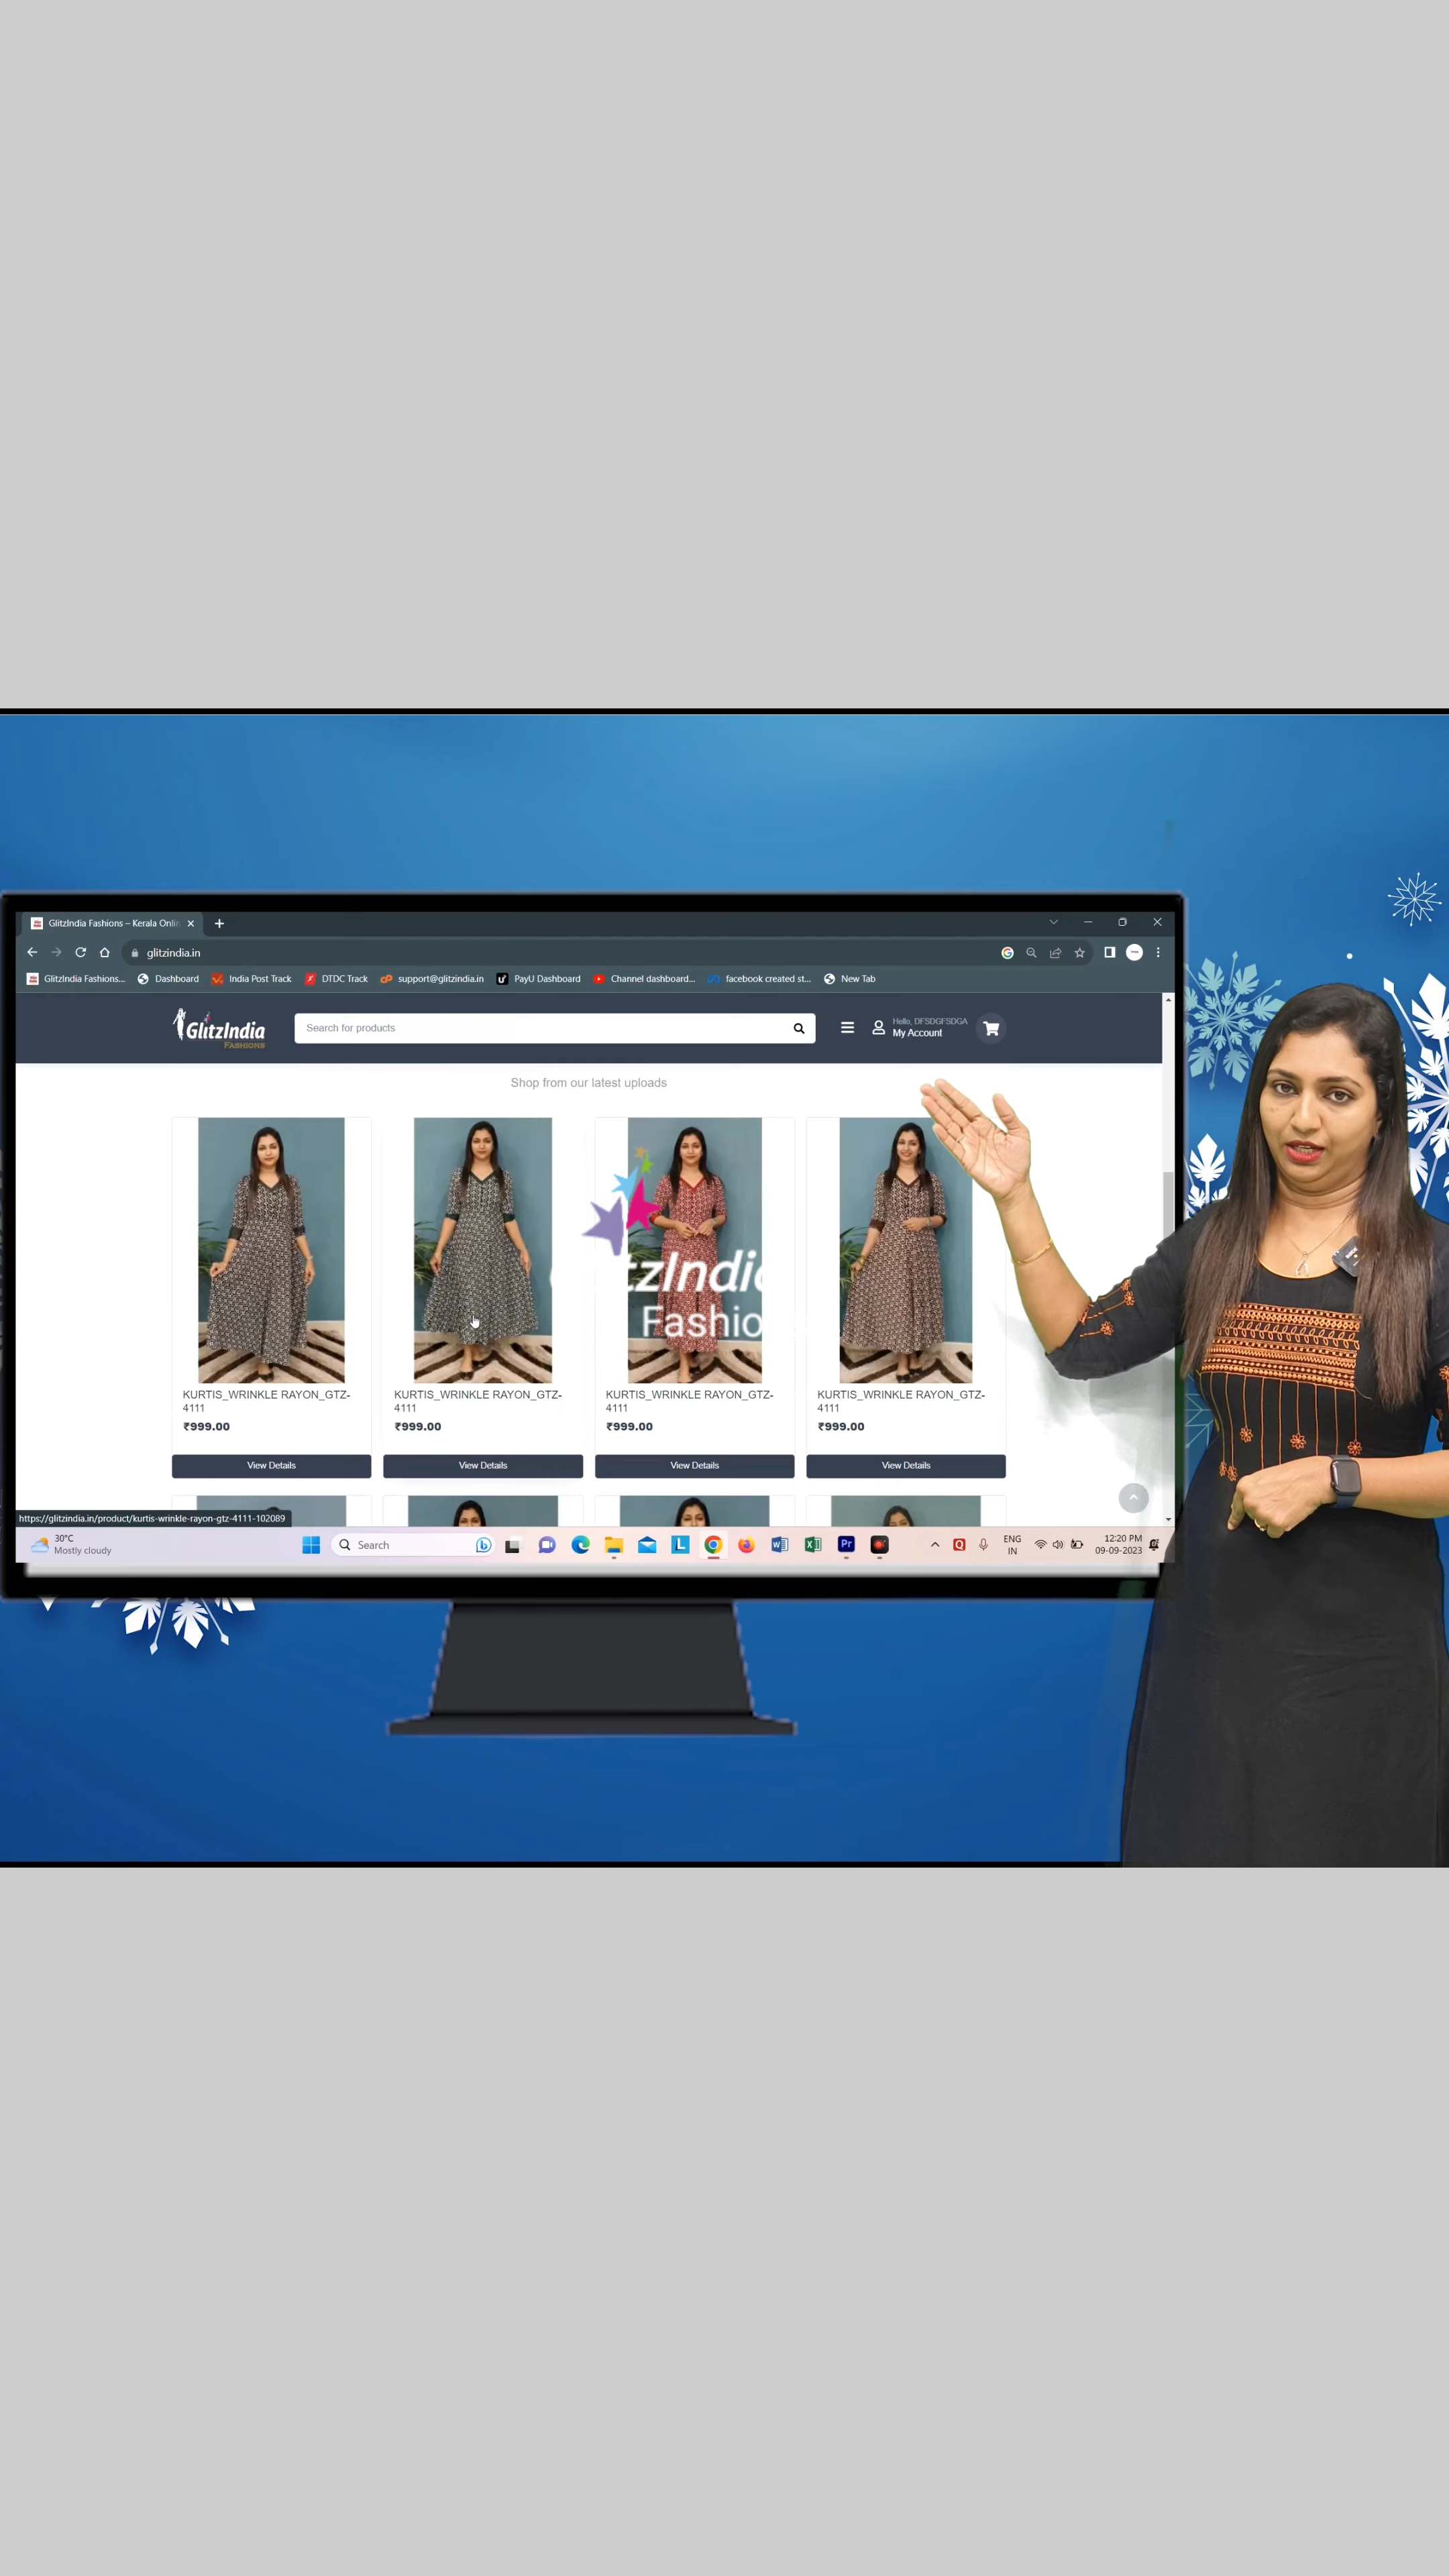 GlitzIndia Fashions – Kerala Onlin
glitzindia.in
GlitzIndia Fashions... Dashboard India Post Track DTDC Track support@glitzindia.in PayU Dashboard Channel dashboard... facebook created st... New Tab
GlitzIndia
FASHIONS
Search for products
Hello, DFSDGFSDGA
My Account
Shop from our latest uploads
tzIndi
Fashio
KURTIS_WRINKLE RAYON_GTZ-
4111
₹999.00
View Details
KURTIS_WRINKLE RAYON_GTZ-
4111
₹999.00
View Details
KURTIS_WRINKLE RAYON_GTZ-
4111
₹999.00
View Details
KURTIS_WRINKLE RAYON_GTZ-
4111
₹999.00
View Details
https://glitzindia.in/product/kurtis-wrinkle-rayon-gtz-4111-102089
30°C
Mostly cloudy
Search
L
Pr
ENG
IN
12:20 PM
09-09-2023